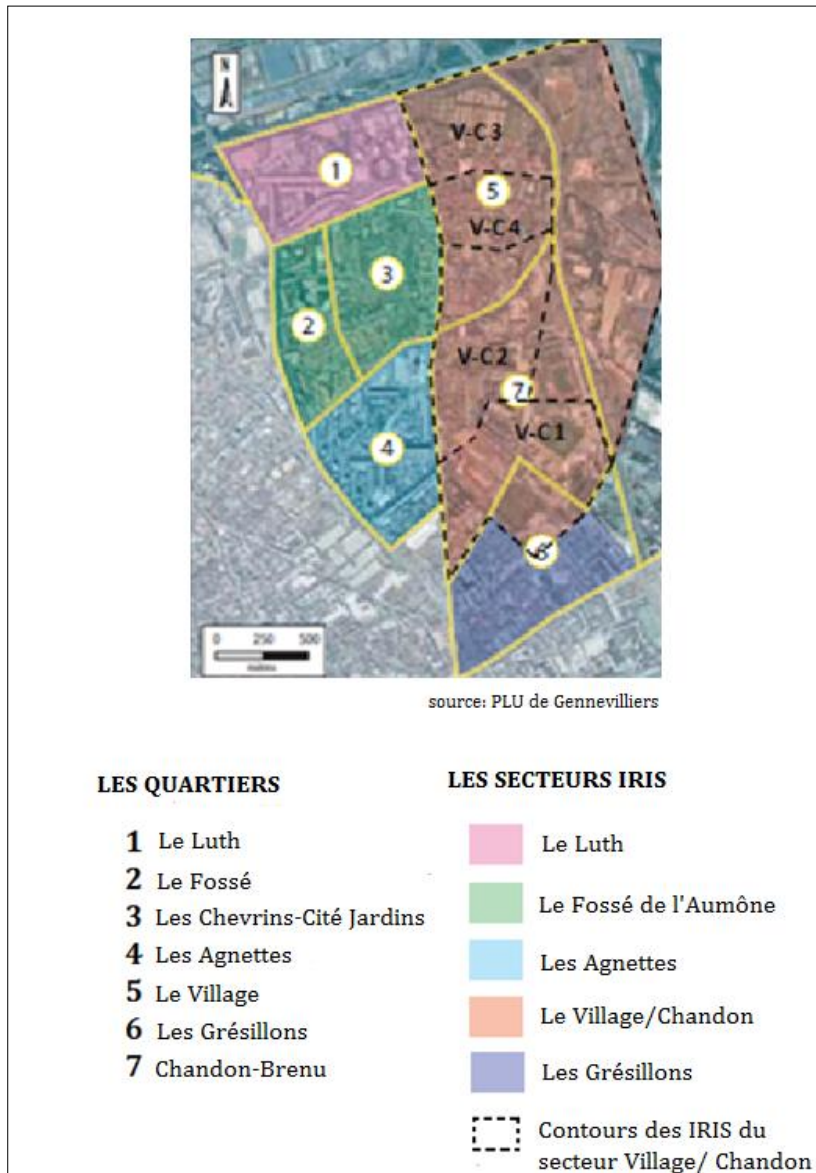 N
V-C3
1
5
V-C4
3
2
V-C2
7
V-C1
4
6
0 250 500
source: PLU de Gennevilliers
LES QUARTIERS
1 Le Luth
2 Le Fossé
3 Les Chevrins-Cité Jardins
4 Les Agnettes
5 Le Village
6 Les Grésillons
7 Chandon-Brenu
LES SECTEURS IRIS
Le Luth
Le Fossé de l'Aumône
Les Agnettes
Le Village/Chandon
Les Grésillons
Contours des IRIS du
secteur Village/ Chandon